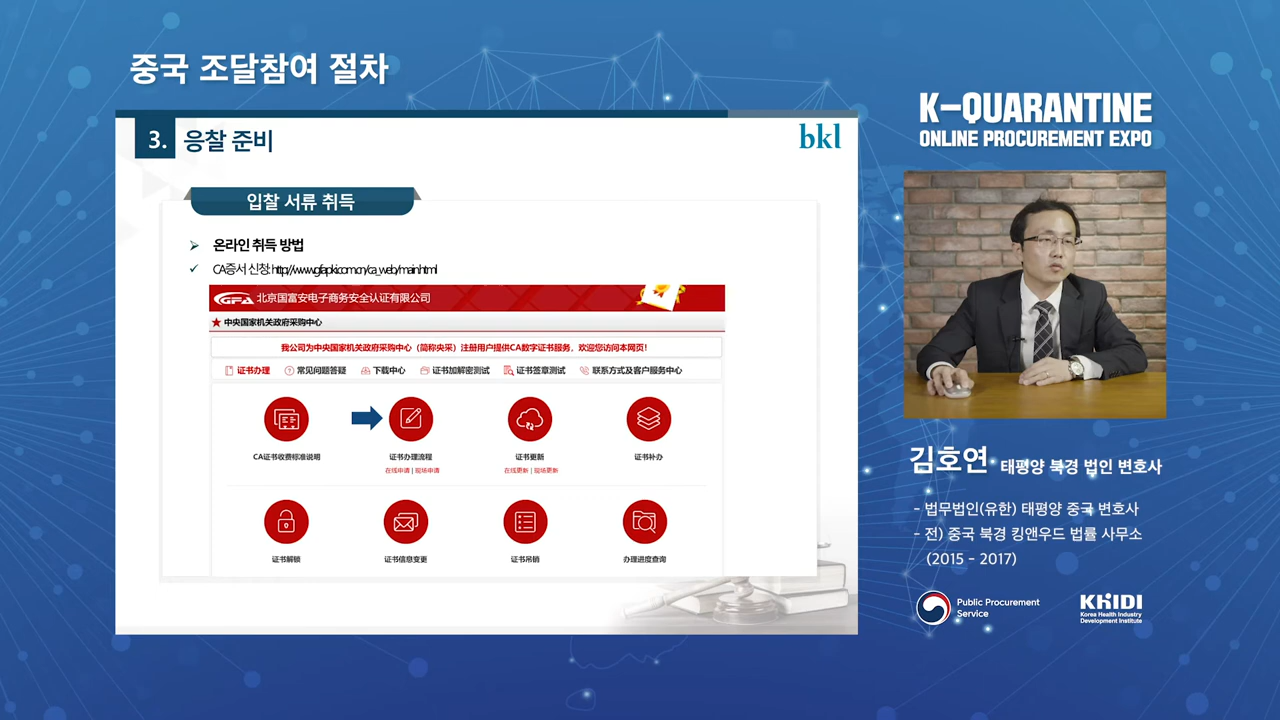 중국 조달참여 절차
3. 응찰 준비
bkl
입찰 서류 취득
온라인 취득 방법
CA증서 신청: http://www.gfapki.com.cn/ca_web/main.html
GFA 北京国富安电子商务安全认证有限公司
中央国家机关政府采购中心
我公司为中央国家机关政府采购中心（简称央采）注册用户提供CA数字证书服务，欢迎您访问本网页！
证书办理 常见问题答疑 下载中心 证书加解密测试 证书签章测试 联系方式及客户服务中心
CA证书收费标准说明 证书办理流程 证书更新 证书补办
在线申请 | 现场申请 在线更新 | 现场更新
证书解锁 证书信息变更 证书吊销 办理进度查询
K-QUARANTINE
ONLINE PROCUREMENT EXPO
김호연 태평양 북경 법인 변호사
- 법무법인(유한) 태평양 중국 변호사
- 전) 중국 북경 킹앤우드 법률 사무소
(2015 - 2017)
Public Procurement
Service
KHIDI
Korea Health Industry
Development Institute